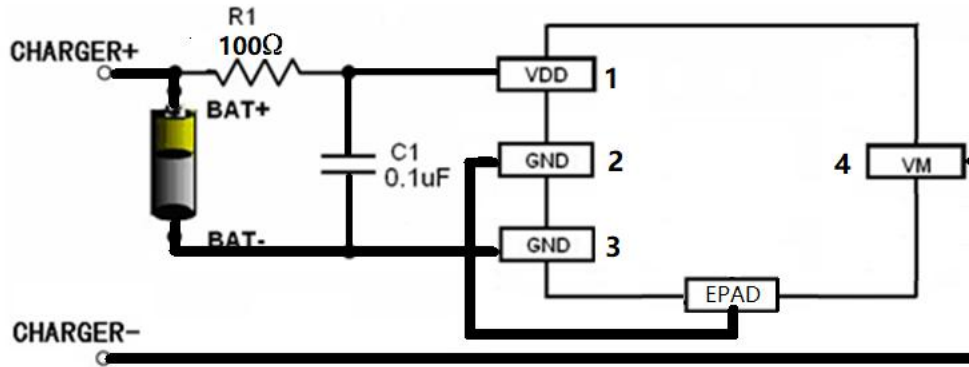 R1
100Ω
CHARGER+
BAT+
VDD 1
C1
0.1uF
GND 2
4 VM
BAT-
GND 3
EPAD
CHARGER-